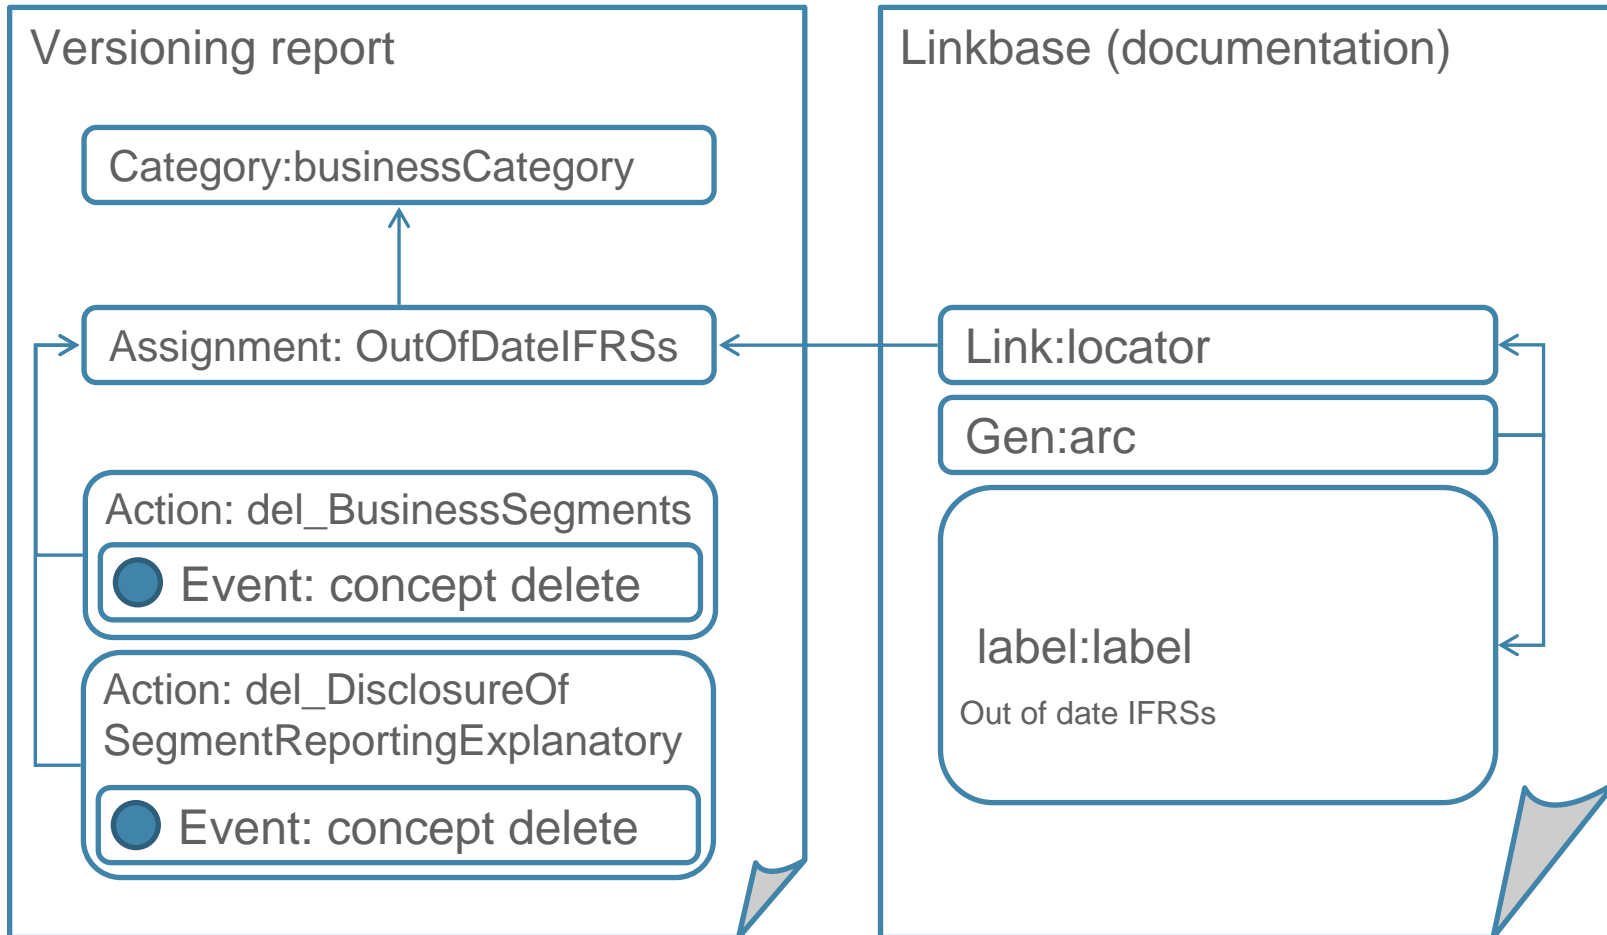 Versioning report
Category:businessCategory
Assignment: OutOfDateIFRSs
Action: del_BusinessSegments
Event: concept delete
Action: del_DisclosureOf
SegmentReportingExplanatory
Event: concept delete
Linkbase (documentation)
Link:locator
Gen:arc
label:label
Out of date IFRSs